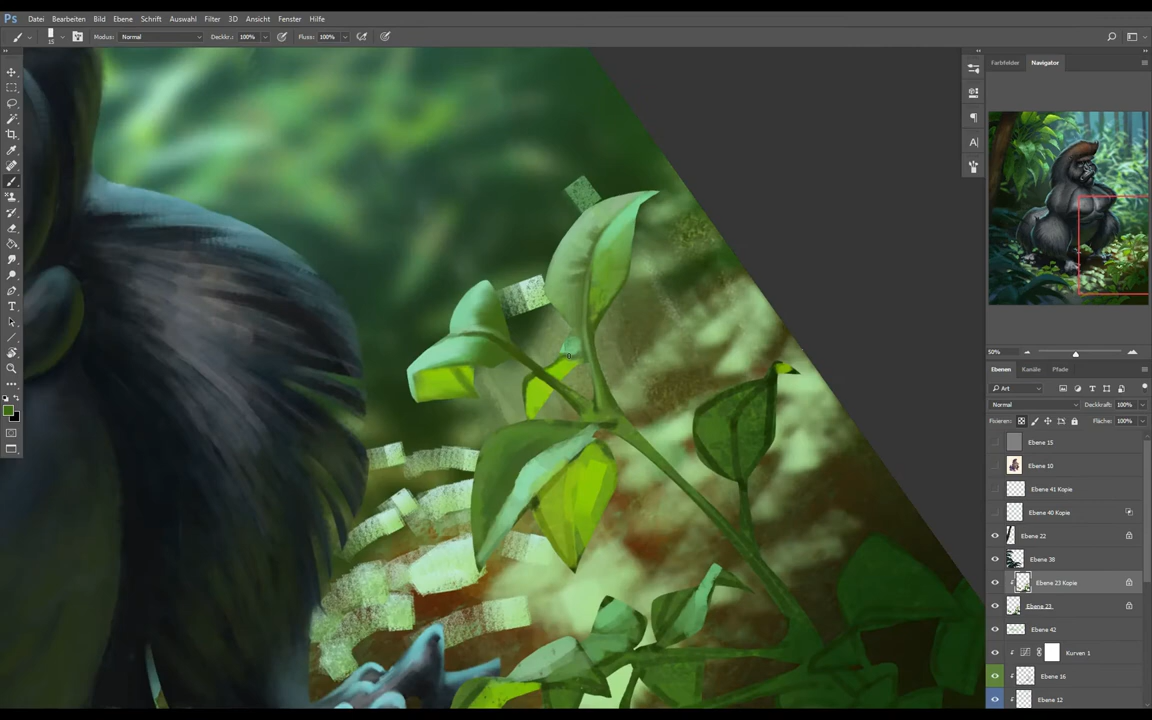 Ps Datei Bearbeiten Bild Ebene Schrift Auswahl Filter 3D Ansicht Fenster Hilfe
15 Modus: Normal Deckkr.: 100% Fluss: 100%
Farbfelder Navigator
50%
Ebenen Kanäle Pfade
Art
Normal Deckkraft: 100%
Fixieren: Fläche: 100%
Ebene 15
Ebene 10
Ebene 41 Kopie
Ebene 40 Kopie
Ebene 22
Ebene 38
Ebene 23 Kopie
Ebene 23
Ebene 42
Kurven 1
Ebene 16
Ebene 12